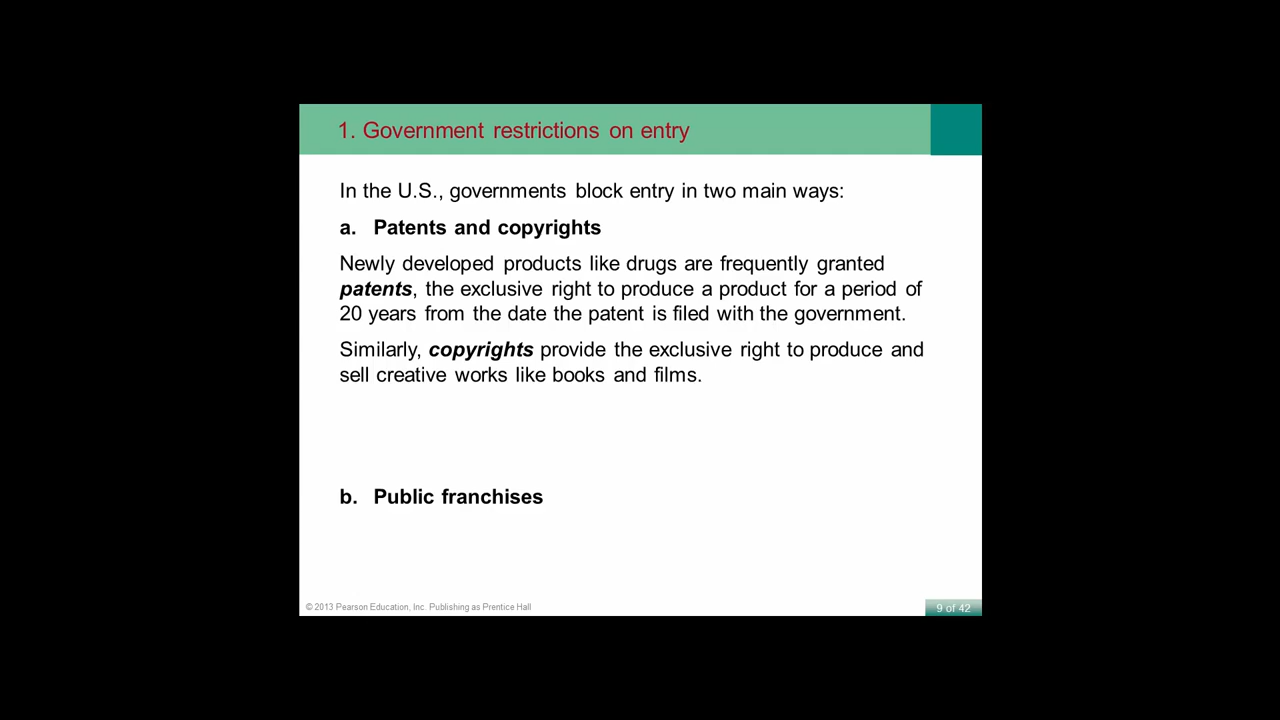 1. Government restrictions on entry
In the U.S., governments block entry in two main ways:
a. Patents and copyrights
Newly developed products like drugs are frequently granted
patents, the exclusive right to produce a product for a period of
20 years from the date the patent is filed with the government.
Similarly, copyrights provide the exclusive right to produce and
sell creative works like books and films.
b. Public franchises
© 2013 Pearson Education, Inc. Publishing as Prentice Hall
9 of 42